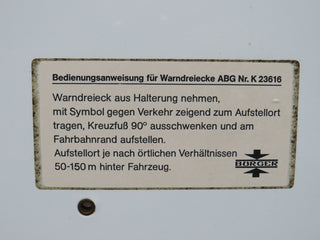 Bedienungsanweisung für Warndreiecke ABG Nr. K 23616
Warndreieck aus Halterung nehmen,
mit Symbol gegen Verkehr zeigend zum Aufstellort
tragen, Kreuzfuß 90° ausschwenken und am
Fahrbahnrand aufstellen.
Aufstellort je nach örtlichen Verhältnissen
50-150 m hinter Fahrzeug.
BURGER